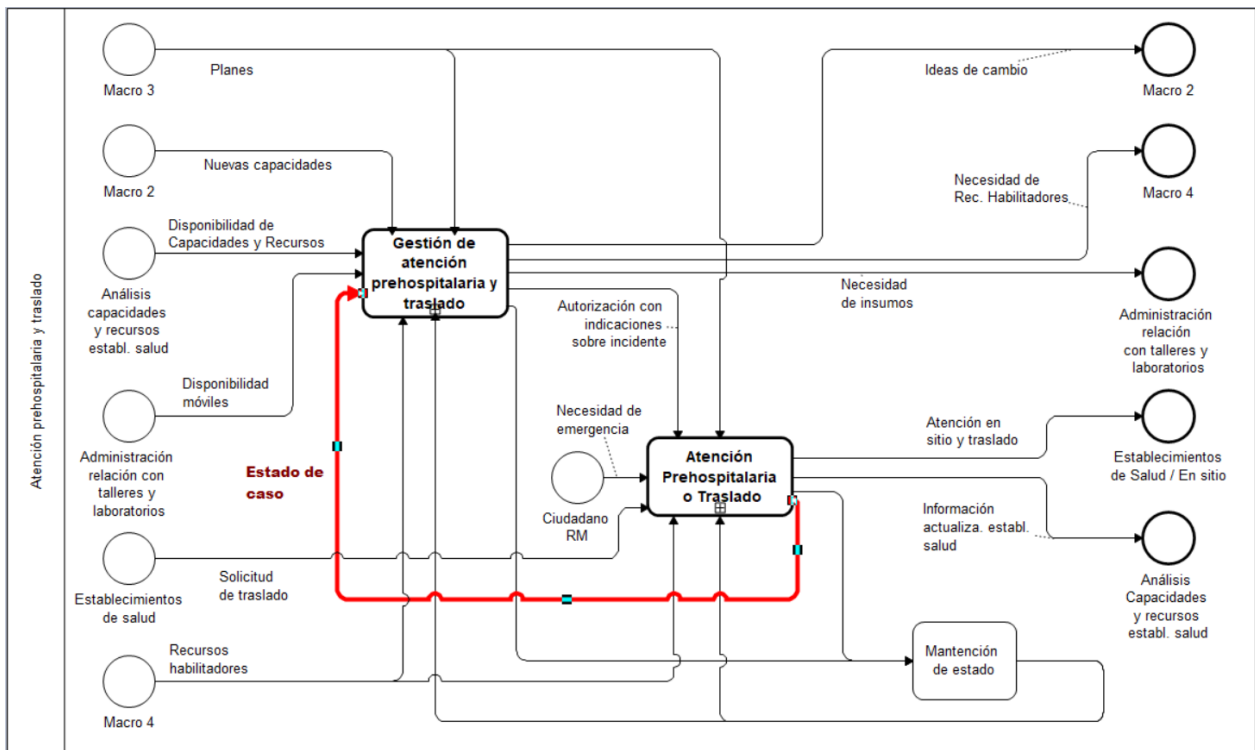 Atención prehospitalaria y traslado
Macro 3
Planes
Macro 2
Nuevas capacidades
Disponibilidad de
Capacidades y Recursos
Análisis
capacidades
y recursos
establ. salud
Disponibilidad
móviles
Administración
relación con
talleres y
laboratorios
Estado de
caso
Establecimientos
de salud
Solicitud
de traslado
Recursos
habilitadores
Macro 4
Gestión de
atención
prehospitalaria y
traslado
Autorización con
indicaciones
sobre incidente
Necesidad de
emergencia
Ciudadano
RM
Atención
Prehospitalaria
o Traslado
Mantención
de estado
Ideas de cambio
Macro 2
Necesidad de
Rec. Habilitadores
Macro 4
Necesidad
de insumos
Administración
relación
con talleres y
laboratorios
Atención en
sitio y traslado
Establecimientos
de Salud / En sitio
Información
actualiza. establ.
salud
Análisis
Capacidades
y recursos
establ. salud